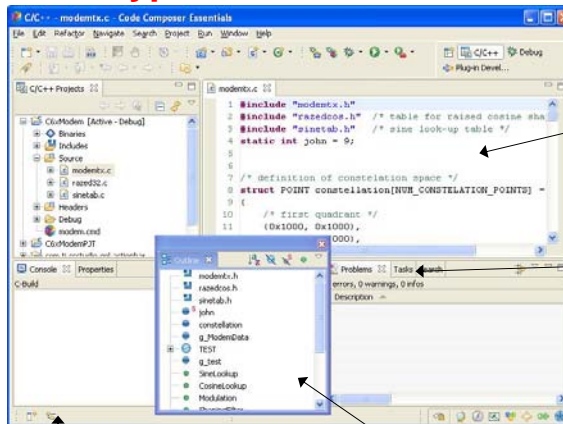 C/C++ - modemtx.c - Code Composer Essentials
File Edit Refactor Navigate Search Project Run Window Help
C/C++ Debug
Plug-in Devel...
C/C++ Projects
modemtx.c
C6xModem [Active - Debug]
Binaries
Includes
Source
modemtx.c
razed32.c
sinetab.c
Headers
Debug
modem.cmd
C6xModemPJT
1 #include "modemtx.h"
2 #include "razedcos.h" /* table for raised cosine sha
3 #include "sinetab.h" /* sine look-up table */
4 static int john = 9;
5
6
7 /* definition of constelation space */
8 struct POINT constellation[NUM_CONSTELATION_POINTS] =
9 {
10 /* first quadrant */
11 {0x1000, 0x1000},
000),
Console Properties
C-Build
Outline
modemtx.h
razedcos.h
sinetab.h
john
constellation
g_ModemData
TEST
g_test
SineLookup
CosineLookup
Modulation
ShapingFilter
Problems Tasks Search
errors, 0 warnings, 0 infos
Description